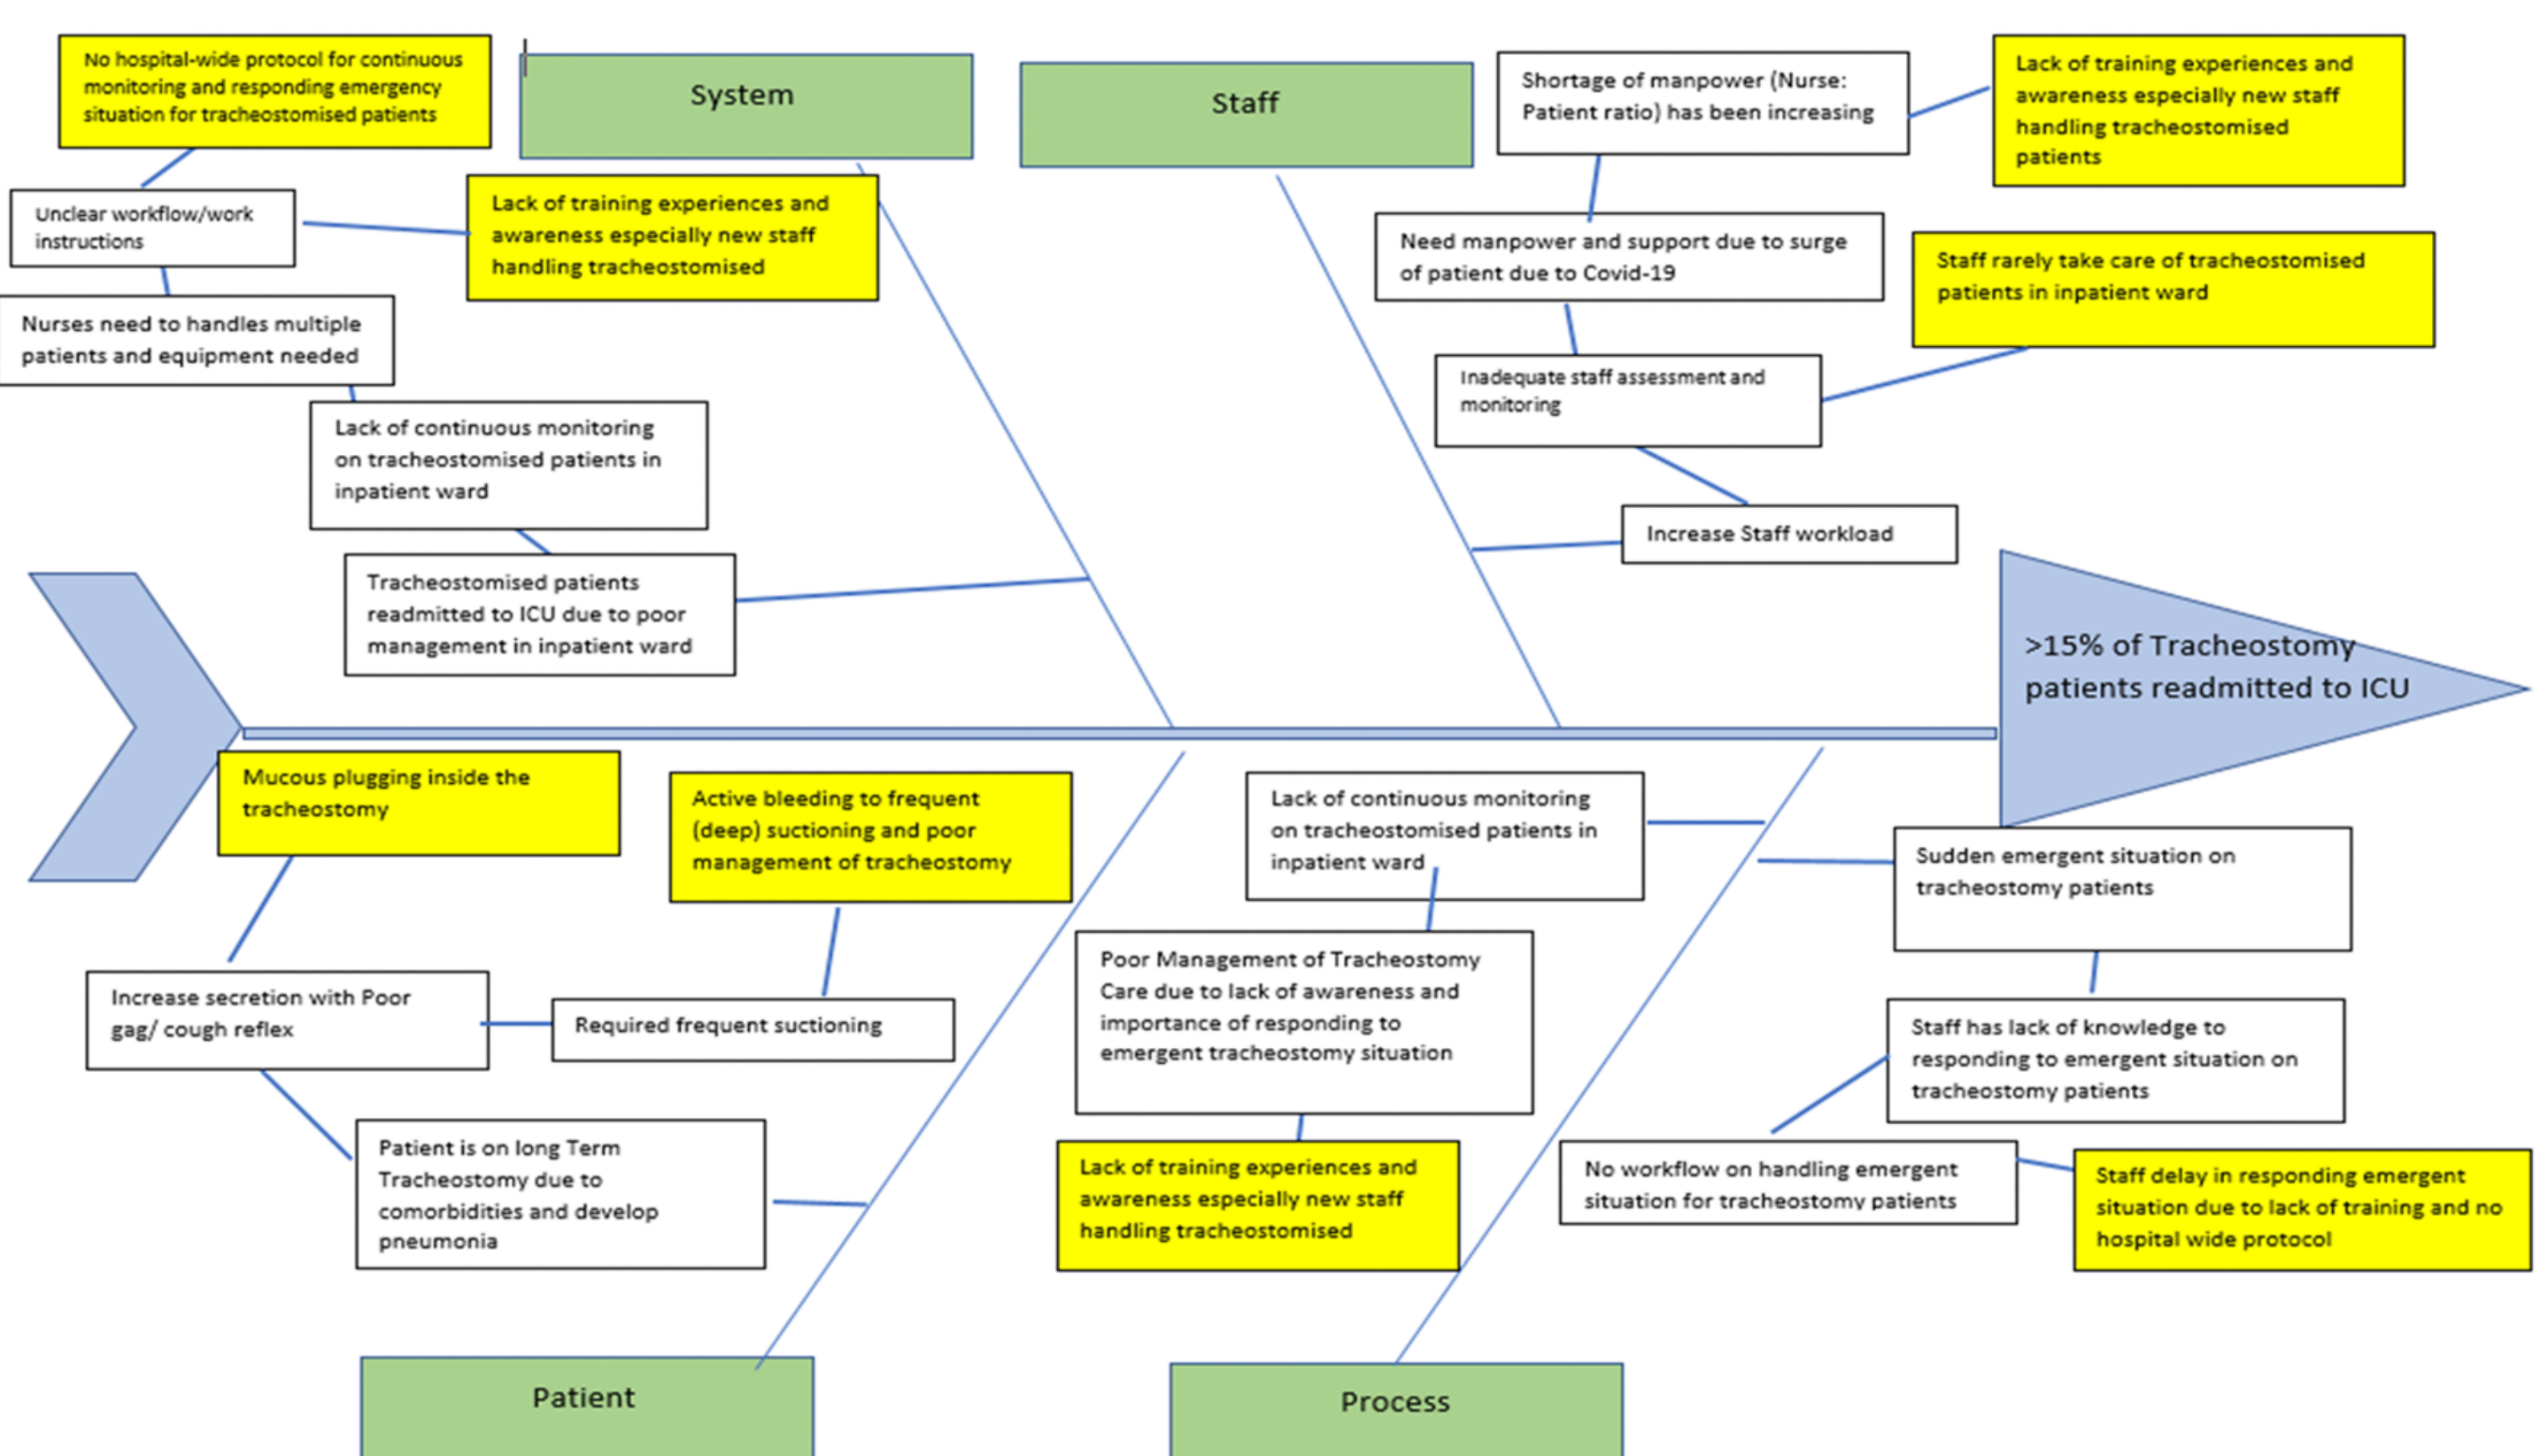 No hospital-wide protocol for continuous
monitoring and responding emergency
situation for tracheostomised patients
System
Staff
Shortage of manpower (Nurse:
Patient ratio) has been increasing
Lack of training experiences and
awareness especially new staff
handling tracheostomised
patients
Unclear workflow/work
instructions
Lack of training experiences and
awareness especially new staff
handling tracheostomised
Need manpower and support due to surge
of patient due to Covid-19
Staff rarely take care of tracheostomised
patients in inpatient ward
Nurses need to handles multiple
patients and equipment needed
Inadequate staff assessment and
monitoring
Lack of continuous monitoring
on tracheostomised patients in
inpatient ward
Increase Staff workload
Tracheostomised patients
readmitted to ICU due to poor
management in inpatient ward
>15% of Tracheostomy
patients readmitted to ICU
Mucous plugging inside the
tracheostomy
Active bleeding to frequent
(deep) suctioning and poor
management of tracheostomy
Lack of continuous monitoring
on tracheostomised patients in
inpatient ward
Sudden emergent situation on
tracheostomy patients
Increase secretion with Poor
gag/ cough reflex
Required frequent suctioning
Poor Management of Tracheostomy
Care due to lack of awareness and
importance of responding to
emergent tracheostomy situation
Staff has lack of knowledge to
responding to emergent situation on
tracheostomy patients
Patient is on long Term
Tracheostomy due to
comorbidities and develop
pneumonia
Lack of training experiences and
awareness especially new staff
handling tracheostomised
No workflow on handling emergent
situation for tracheostomy patients
Staff delay in responding emergent
situation due to lack of training and no
hospital wide protocol
Patient
Process